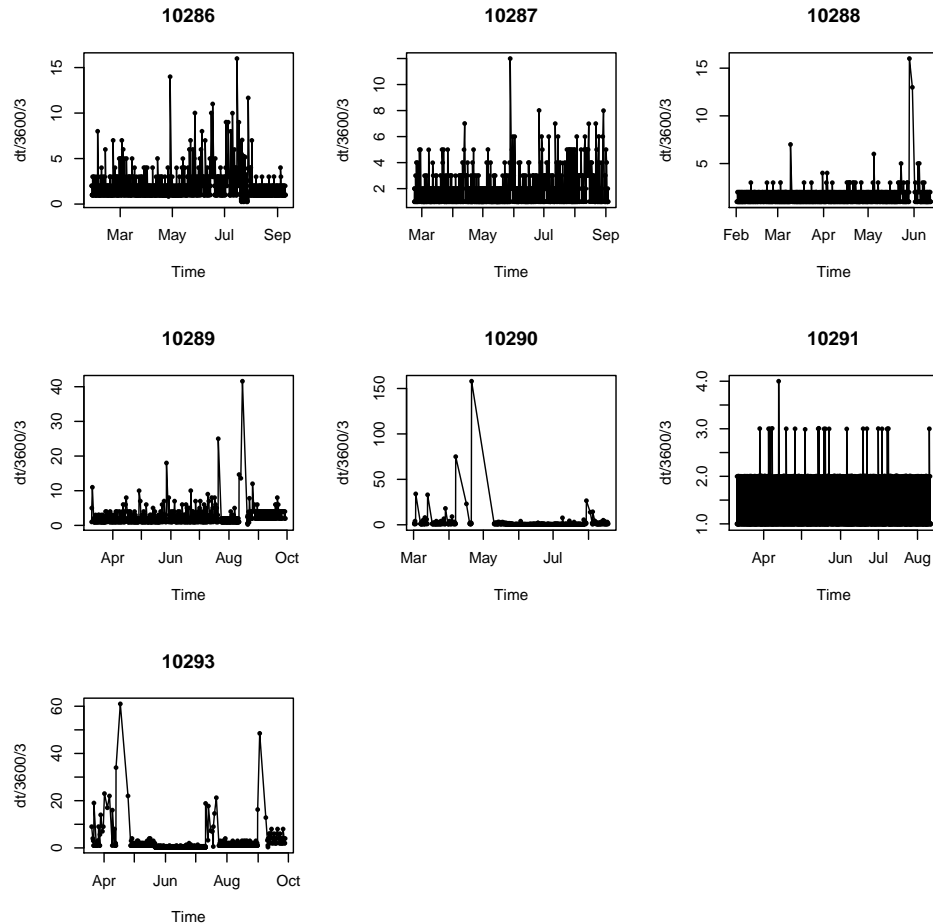 10286
dt/3600/3
0 5 10 15
Mar May Jul Sep
Time
10287
dt/3600/3
2 4 6 8 10
Mar May Jul Sep
Time
10288
dt/3600/3
5 10 15
Feb Mar Apr May Jun
Time
10289
dt/3600/3
0 10 20 30 40
Apr Jun Aug Oct
Time
10290
dt/3600/3
0 50 100 150
Mar May Jul
Time
10291
dt/3600/3
1.0 2.0 3.0 4.0
Apr Jun Jul Aug
Time
10293
dt/3600/3
0 20 40 60
Apr Jun Aug Oct
Time